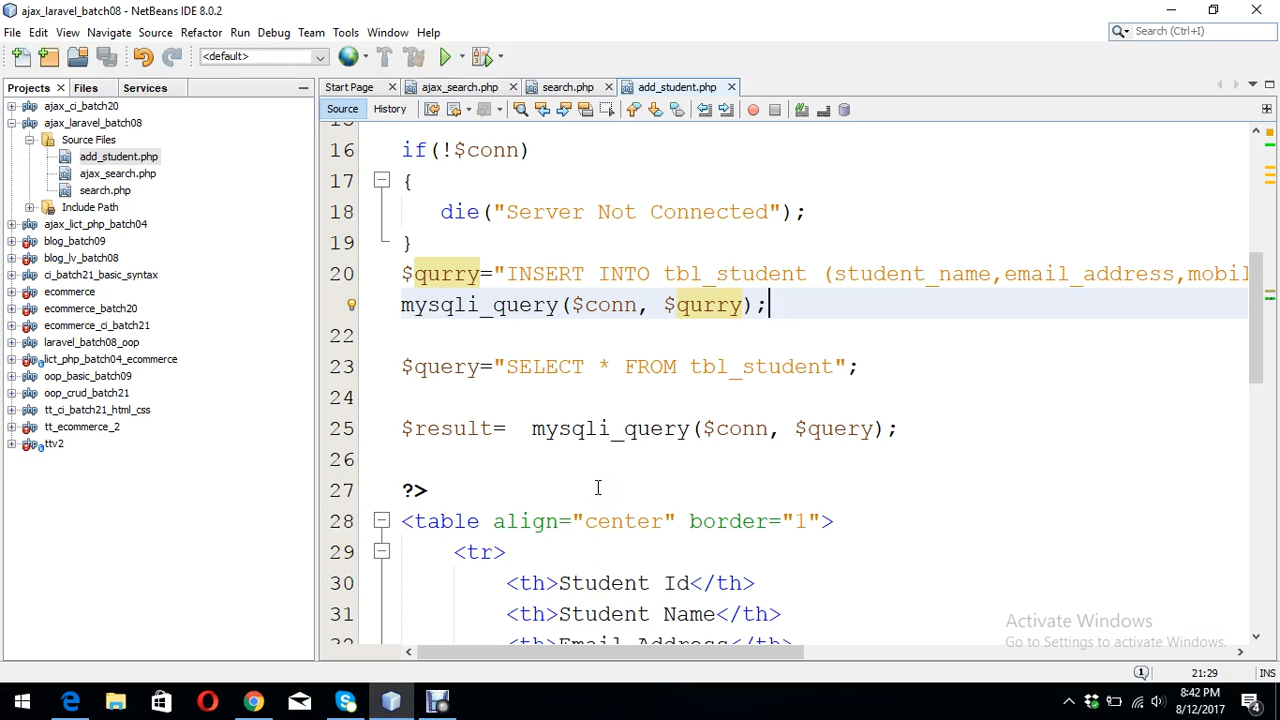 ajax_laravel_batch08 - NetBeans IDE 8.0.2
File Edit View Navigate Source Refactor Run Debug Team Tools Window Help
Search (Ctrl+I)
<default>
Projects Files Services
Start Page ajax_search.php search.php add_student.php
Source History
ajax_ci_batch20
ajax_laravel_batch08
Source Files
add_student.php
ajax_search.php
search.php
Include Path
ajax_lict_php_batch04
blog_batch09
blog_lv_batch08
ci_batch21_basic_syntax
ecommerce
ecommerce_batch20
ecommerce_ci_batch21
laravel_batch08_oop
lict_php_batch04_ecommerce
oop_basic_batch09
oop_crud_batch21
tt_ci_batch21_html_css
tt_ecommerce_2
ttv2
16 if(!$conn)
17 {
18 die("Server Not Connected");
19 }
20 $qurry="INSERT INTO tbl_student (student_name,email_address,mobil
21 mysqli_query($conn, $qurry);
22
23 $query="SELECT * FROM tbl_student";
24
25 $result= mysqli_query($conn, $query);
26
27 ?>
28 <table align="center" border="1">
29 <tr>
30 <th>Student Id</th>
31 <th>Student Name</th>
<th>Email Address</th>
Activate Windows
Go to Settings to activate Windows.
21:29 INS
8:42 PM
8/12/2017
4